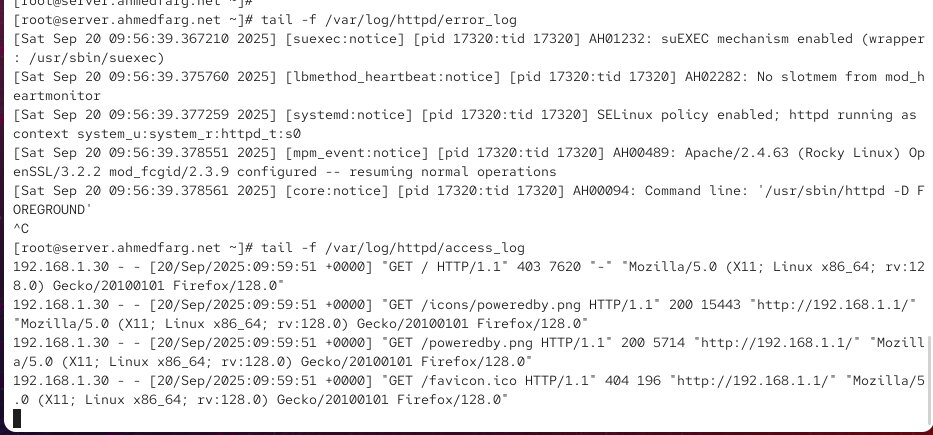 [root@server.ahmedfarg.net ~]#
[root@server.ahmedfarg.net ~]# tail -f /var/log/httpd/error_log
[Sat Sep 20 09:56:39.367210 2025] [suexec:notice] [pid 17320:tid 17320] AH01232: suEXEC mechanism enabled (wrapper
: /usr/sbin/suexec)
[Sat Sep 20 09:56:39.375760 2025] [lbmethod_heartbeat:notice] [pid 17320:tid 17320] AH02282: No slotmem from mod_h
eartmonitor
[Sat Sep 20 09:56:39.377259 2025] [systemd:notice] [pid 17320:tid 17320] SELinux policy enabled; httpd running as
context system_u:system_r:httpd_t:s0
[Sat Sep 20 09:56:39.378551 2025] [mpm_event:notice] [pid 17320:tid 17320] AH00489: Apache/2.4.63 (Rocky Linux) Op
enSSL/3.2.2 mod_fcgid/2.3.9 configured -- resuming normal operations
[Sat Sep 20 09:56:39.378561 2025] [core:notice] [pid 17320:tid 17320] AH00094: Command line: '/usr/sbin/httpd -D F
OREGROUND'
^C
[root@server.ahmedfarg.net ~]# tail -f /var/log/httpd/access_log
192.168.1.30 - - [20/Sep/2025:09:59:51 +0000] "GET / HTTP/1.1" 403 7620 "-" "Mozilla/5.0 (X11; Linux x86_64; rv:12
8.0) Gecko/20100101 Firefox/128.0"
192.168.1.30 - - [20/Sep/2025:09:59:51 +0000] "GET /icons/poweredby.png HTTP/1.1" 200 15443 "http://192.168.1.1/"
"Mozilla/5.0 (X11; Linux x86_64; rv:128.0) Gecko/20100101 Firefox/128.0"
192.168.1.30 - - [20/Sep/2025:09:59:51 +0000] "GET /poweredby.png HTTP/1.1" 200 5714 "http://192.168.1.1/" "Mozill
a/5.0 (X11; Linux x86_64; rv:128.0) Gecko/20100101 Firefox/128.0"
192.168.1.30 - - [20/Sep/2025:09:59:51 +0000] "GET /favicon.ico HTTP/1.1" 404 196 "http://192.168.1.1/" "Mozilla/5
.0 (X11; Linux x86_64; rv:128.0) Gecko/20100101 Firefox/128.0"